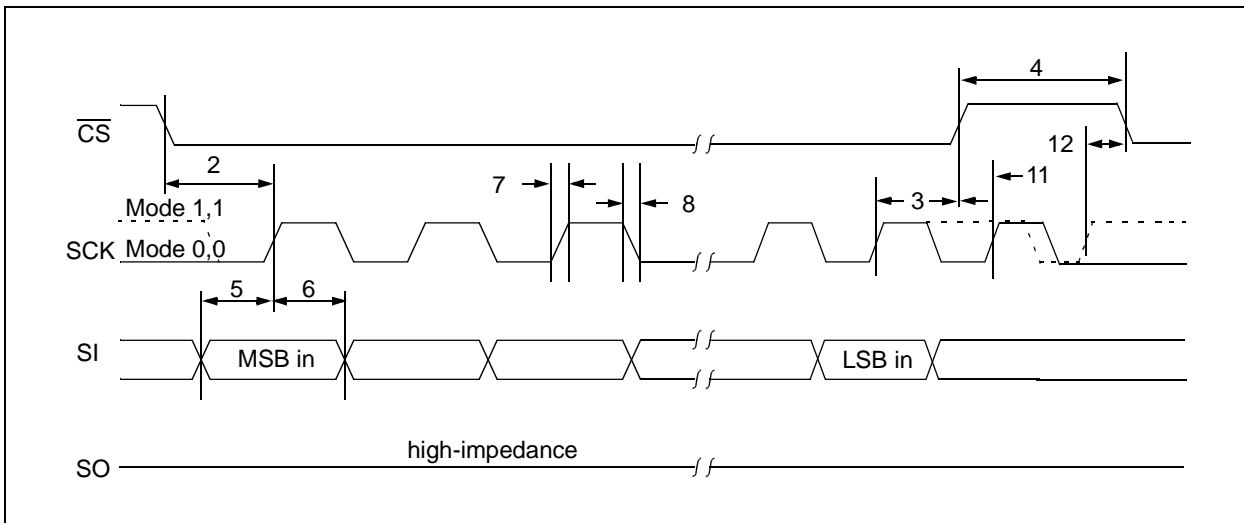 4
CS
12
2
7
3
11
8
Mode 1,1
SCK Mode 0,0
5
6
SI
MSB in
LSB in
high-impedance
SO